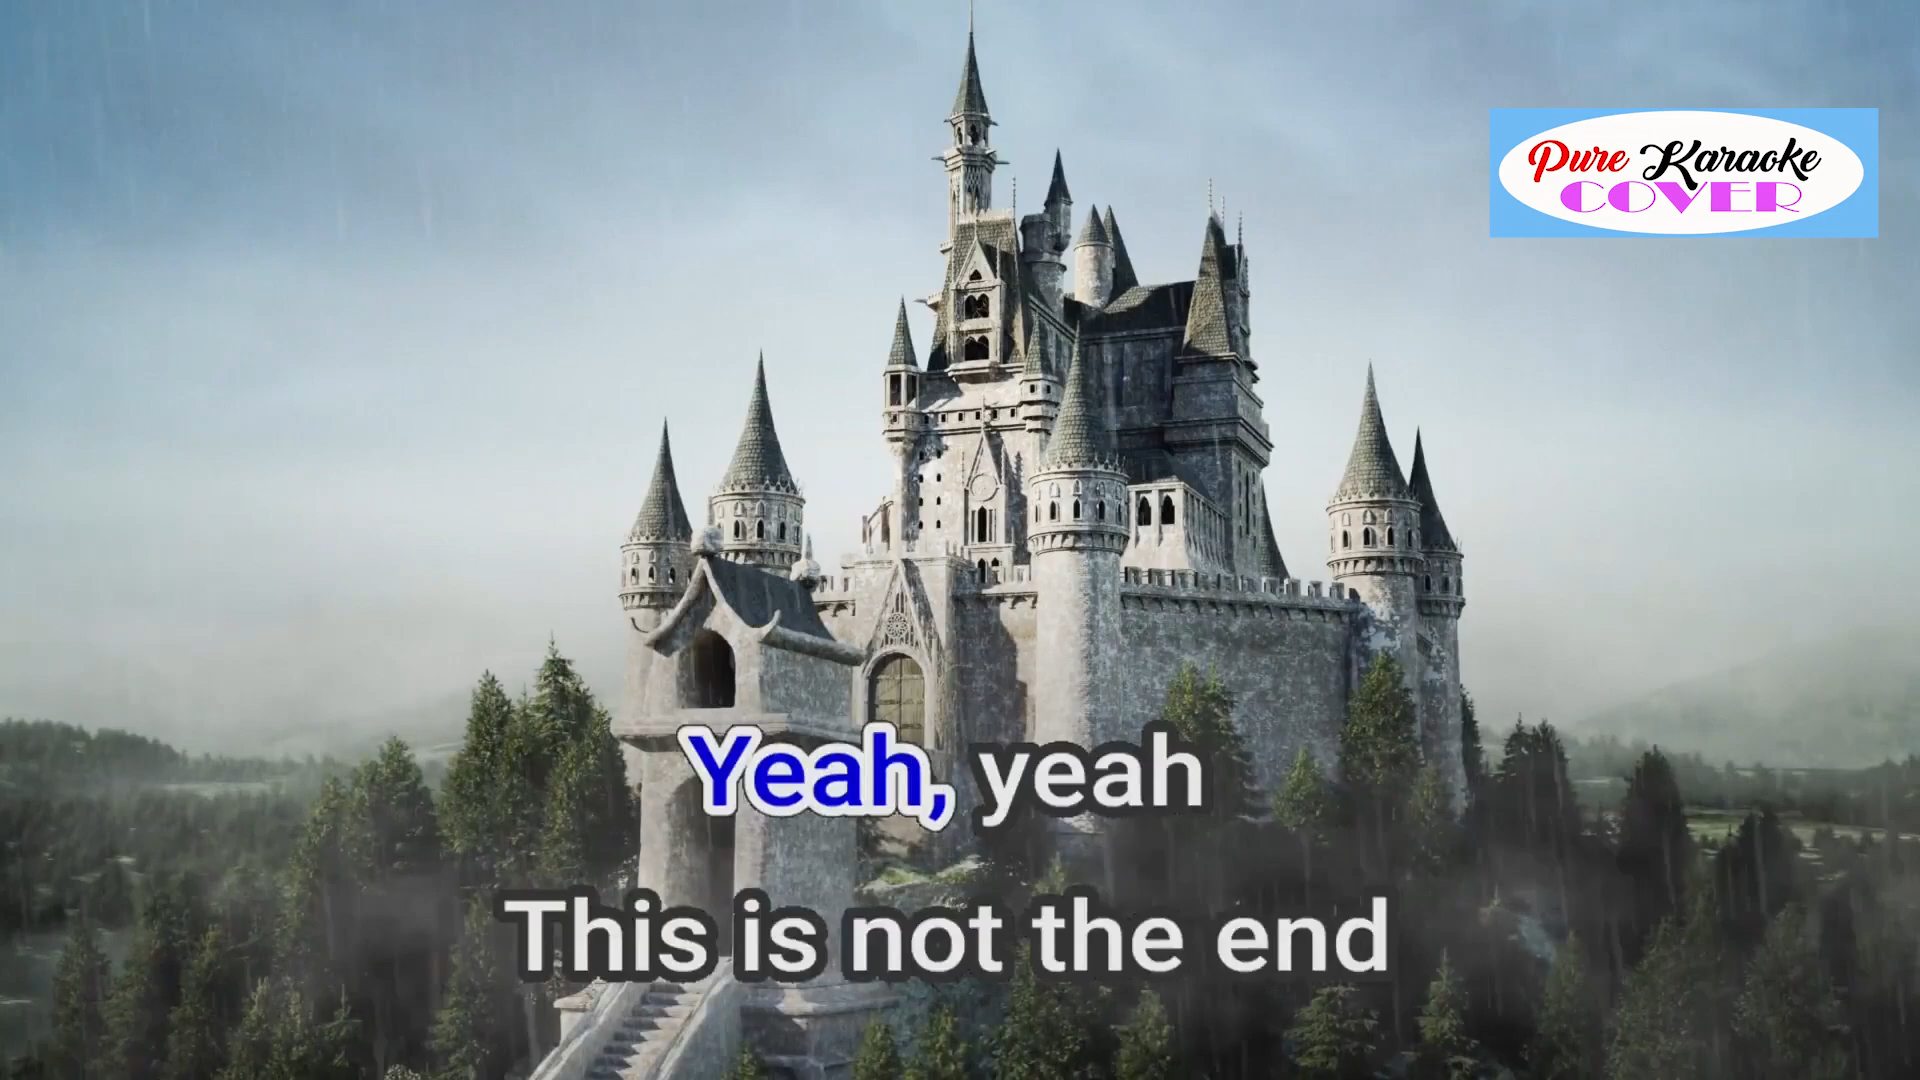 Pure Karaoke
COVER
Yeah, yeah
This is not the end